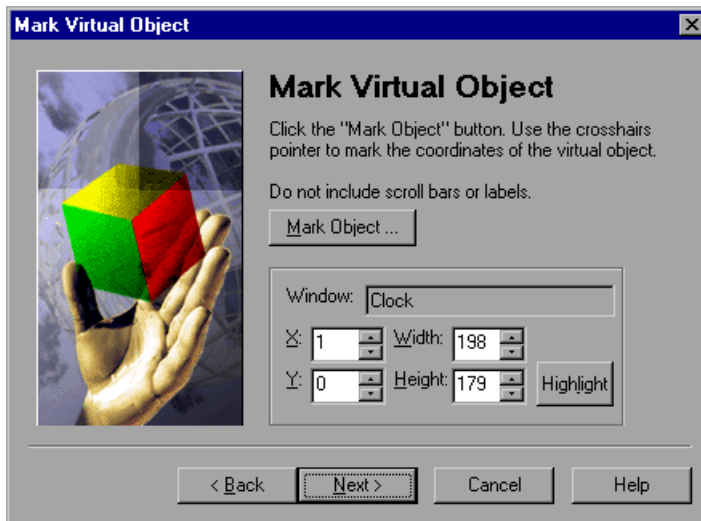 Mark Virtual Object
Mark Virtual Object
Click the "Mark Object" button. Use the crosshairs
pointer to mark the coordinates of the virtual object.
Do not include scroll bars or labels.
Mark Object ...
Window: Clock
X: 1 Width: 198
Y: 0 Height: 179 Highlight
< Back Next > Cancel Help